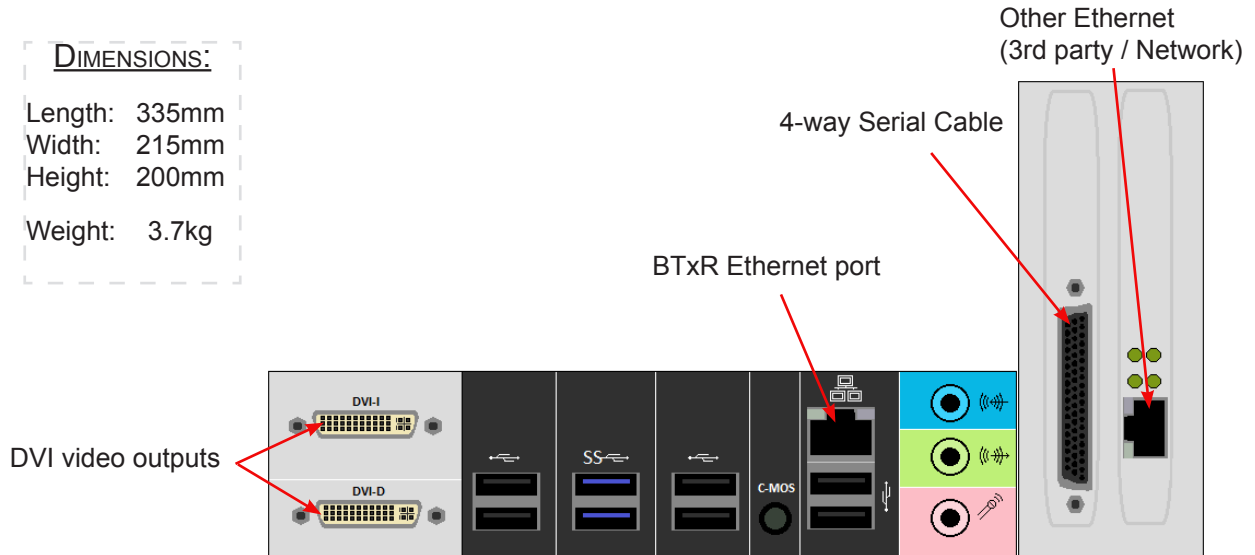 DIMENSIONS:
Length: 335mm
Width: 215mm
Height: 200mm
Weight: 3.7kg
Other Ethernet
(3rd party / Network)
4-way Serial Cable
BTxR Ethernet port
DVI video outputs
DVI-I
DVI-D
SS
C-MOS